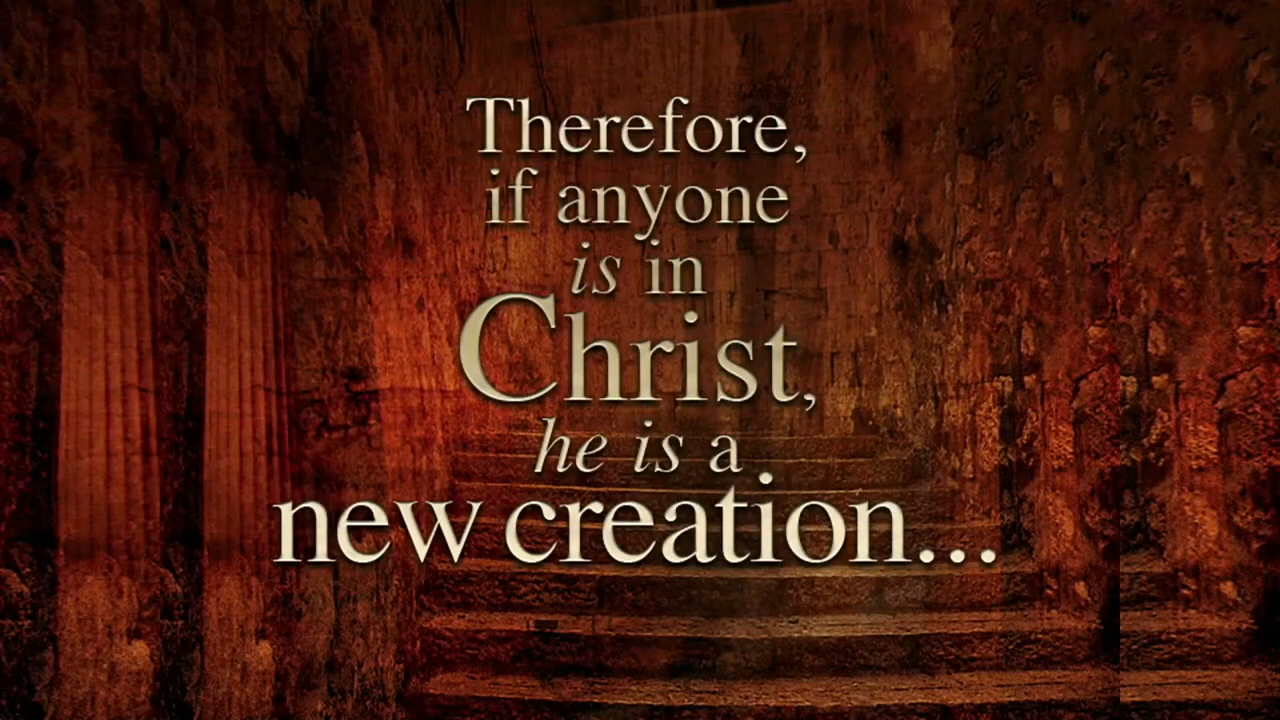 Therefore,
if anyone
is in
Christ,
he is a
new creation...